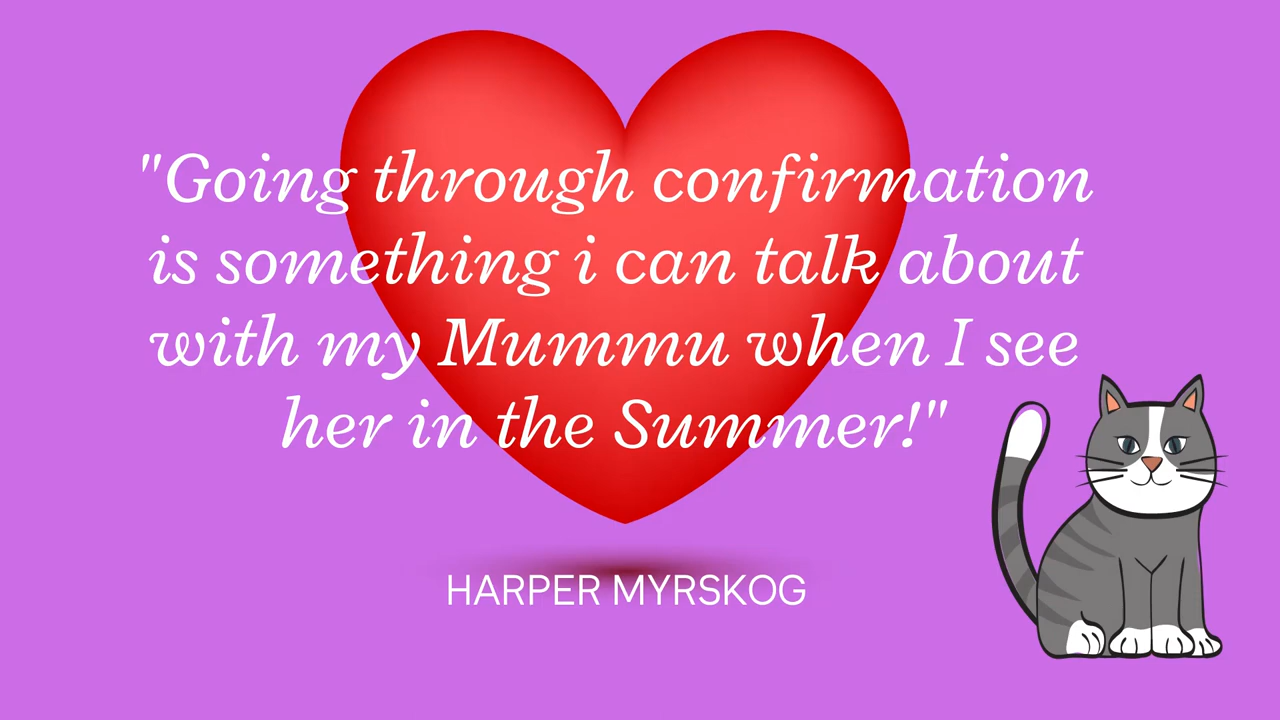 "Going through confirmation
is something i can talk about
with my Mummu when I see
her in the Summer!"
HARPER MYRSKOG